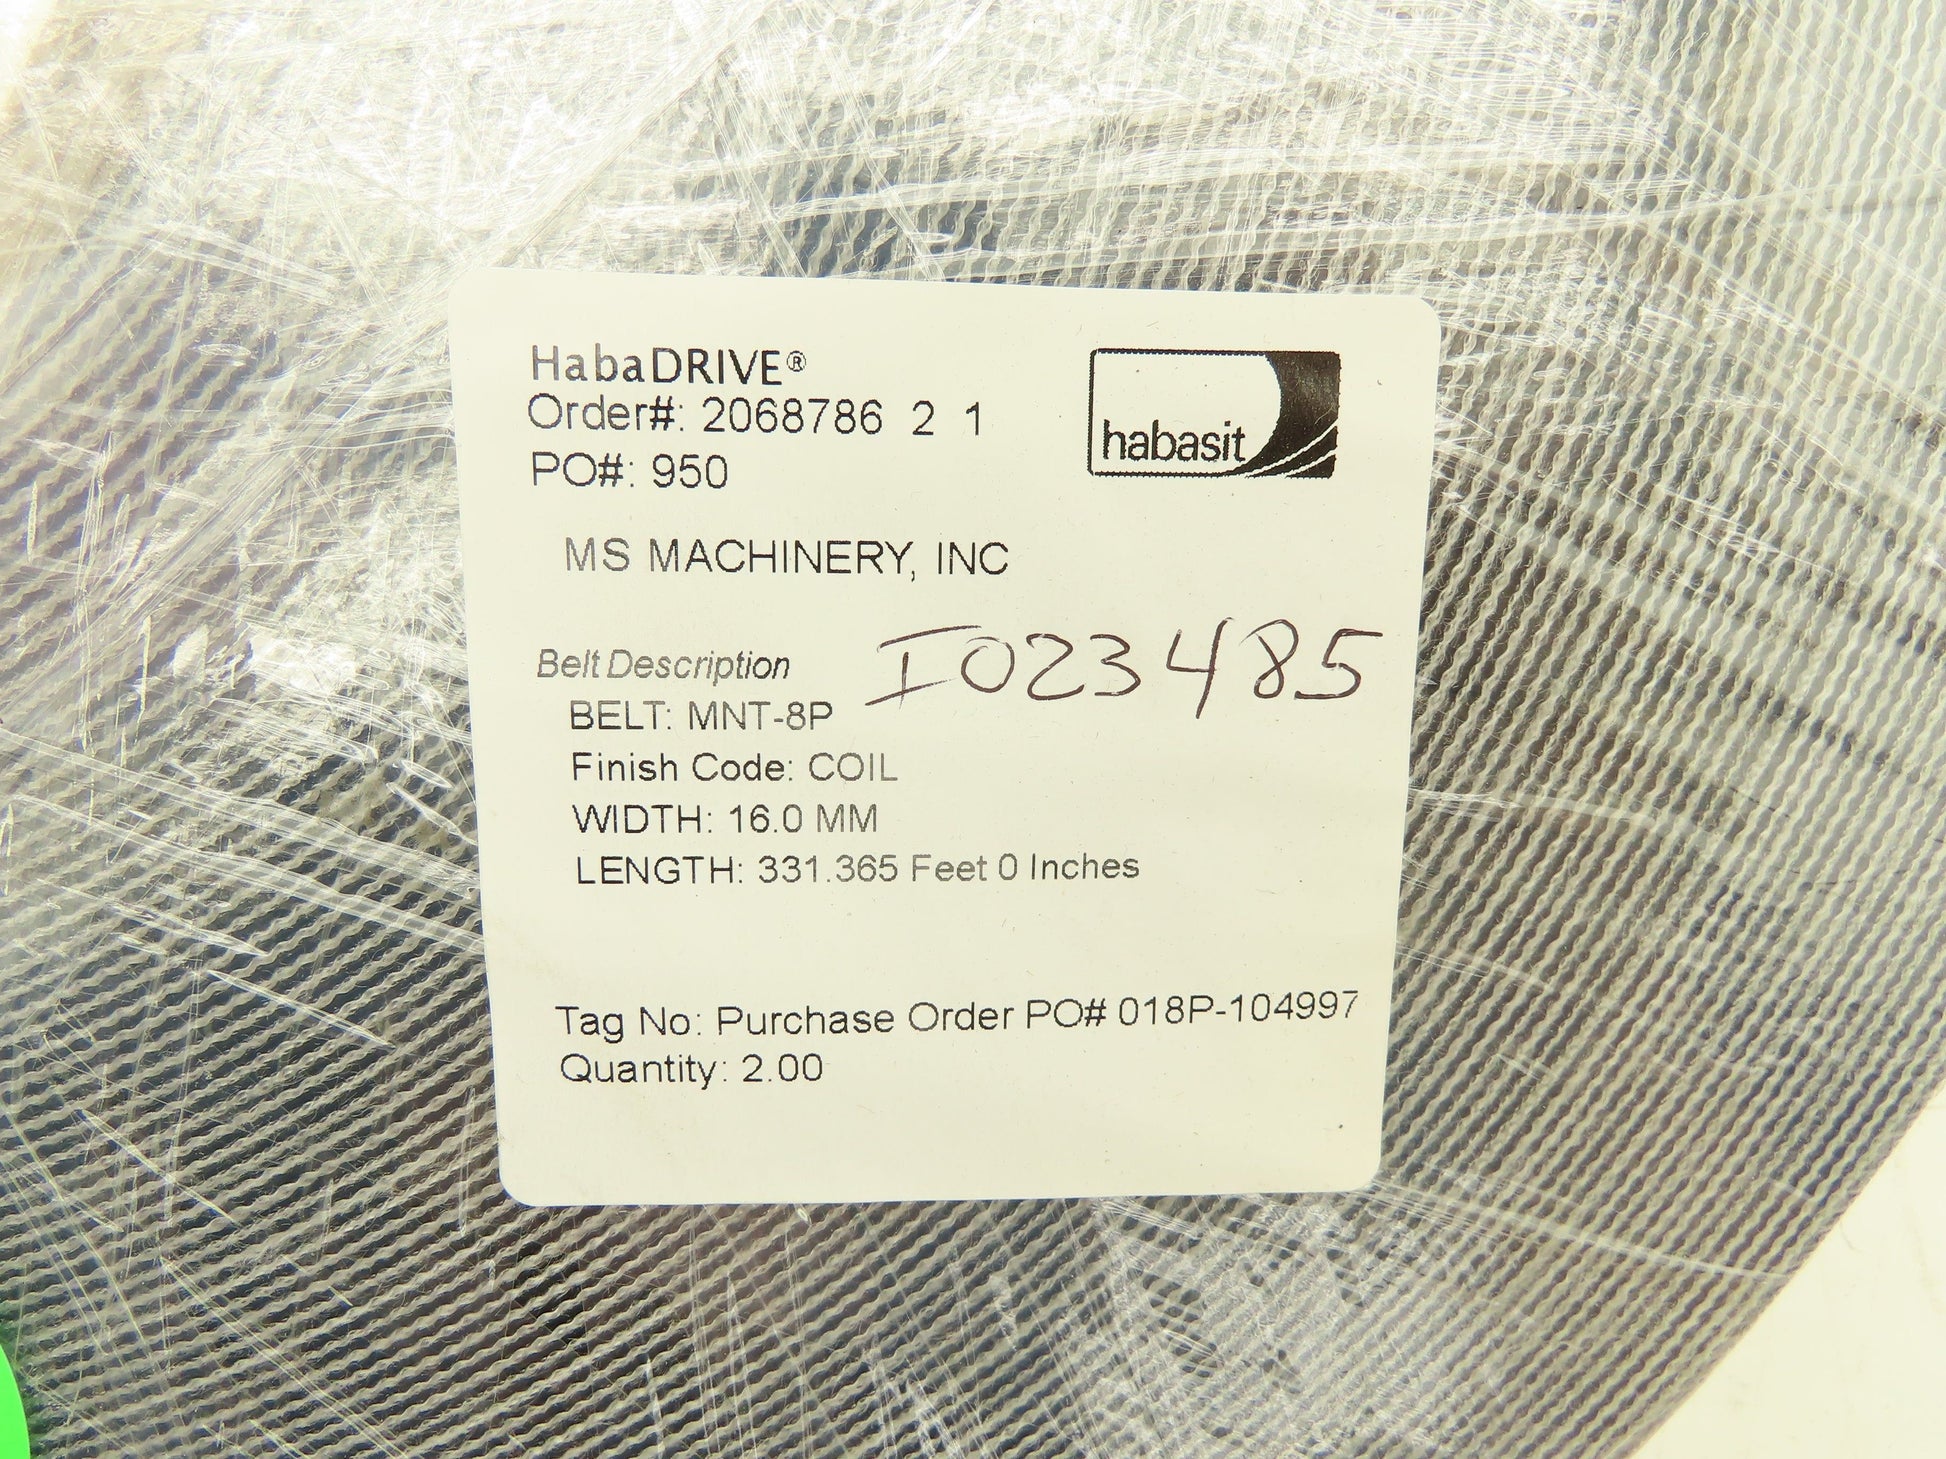 HabaDRIVE®
Order#: 2068786 2 1
PO#: 950
habasit
MS MACHINERY, INC
I023485
Belt Description
BELT: MNT-8P
Finish Code: COIL
WIDTH: 16.0 MM
LENGTH: 331.365 Feet 0 Inches
Tag No: Purchase Order PO# 018P-104997
Quantity: 2.00